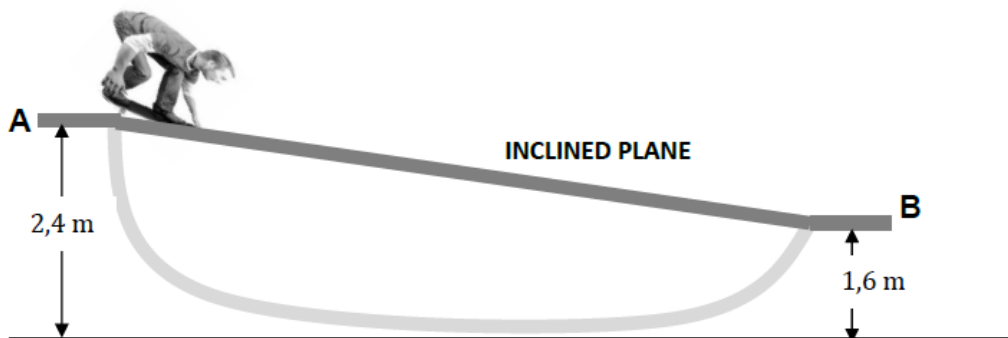 A
INCLINED PLANE
B
2,4 m
1,6 m